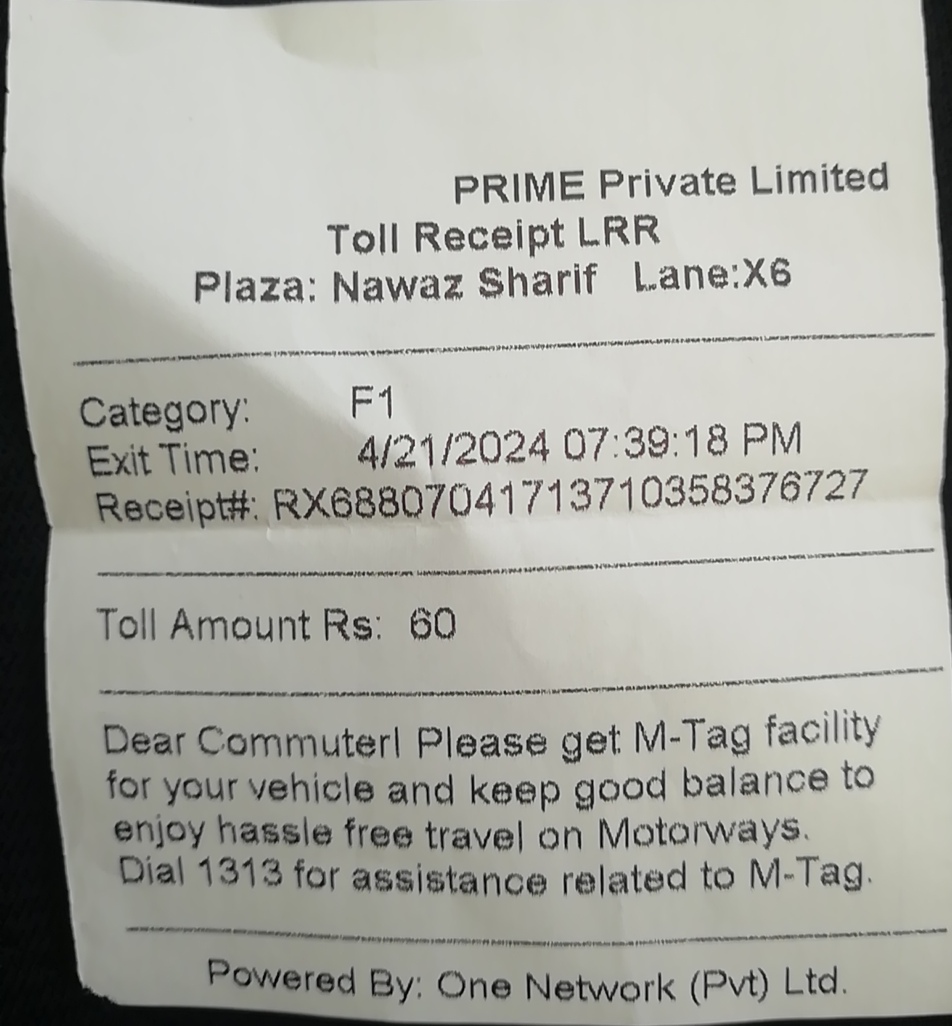 PRIME Private Limited
Toll Receipt LRR
Plaza: Nawaz Sharif Lane:X6
Category: F1
Exit Time: 4/21/2024 07:39:18 PM
Receipt#: RX68807041713710358376727
Toll Amount Rs: 60
Dear Commuter! Please get M-Tag facility
for your vehicle and keep good balance to
enjoy hassle free travel on Motorways.
Dial 1313 for assistance related to M-Tag.
Powered By: One Network (Pvt) Ltd.